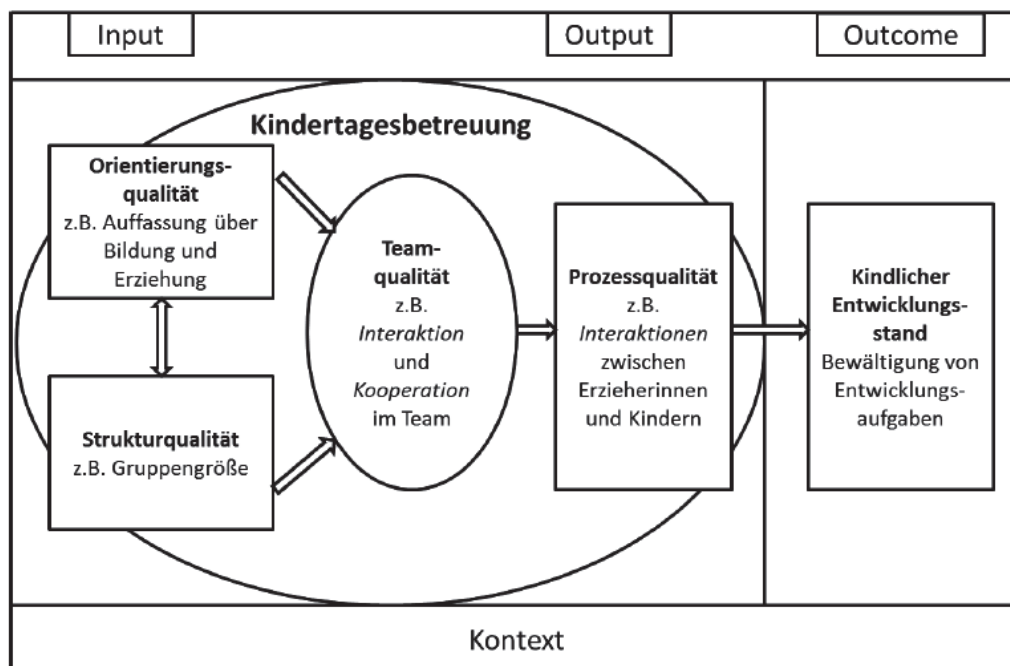 Input
Output
Outcome
Kindertagesbetreuung
Orientierungs-
qualität
z.B. Auffassung über
Bildung und
Erziehung
Strukturqualität
z.B. Gruppengröße
Team-
qualität
z.B.
Interaktion
und
Kooperation
im Team
Prozessqualität
z.B.
Interaktionen
zwischen
Erzieherinnen
und Kindern
Kindlicher
Entwicklungs-
stand
Bewältigung von
Entwicklungs-
aufgaben
Kontext